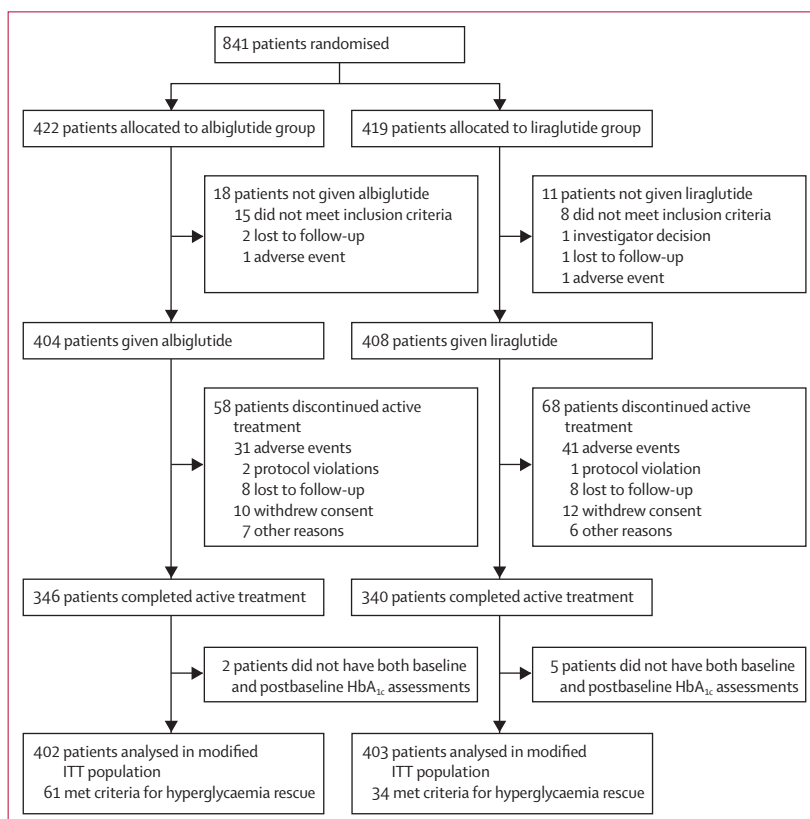 841 patients randomised
422 patients allocated to albiglutide group
419 patients allocated to liraglutide group
18 patients not given albiglutide
15 did not meet inclusion criteria
2 lost to follow-up
1 adverse event
11 patients not given liraglutide
8 did not meet inclusion criteria
1 investigator decision
1 lost to follow-up
1 adverse event
404 patients given albiglutide
408 patients given liraglutide
58 patients discontinued active
treatment
31 adverse events
2 protocol violations
8 lost to follow-up
10 withdrew consent
7 other reasons
68 patients discontinued active
treatment
41 adverse events
1 protocol violation
8 lost to follow-up
12 withdrew consent
6 other reasons
346 patients completed active treatment
340 patients completed active treatment
2 patients did not have both baseline
and postbaseline HbA1c assessments
5 patients did not have both baseline
and postbaseline HbA1c assessments
402 patients analysed in modified
ITT population
61 met criteria for hyperglycaemia rescue
403 patients analysed in modified
ITT population
34 met criteria for hyperglycaemia rescue